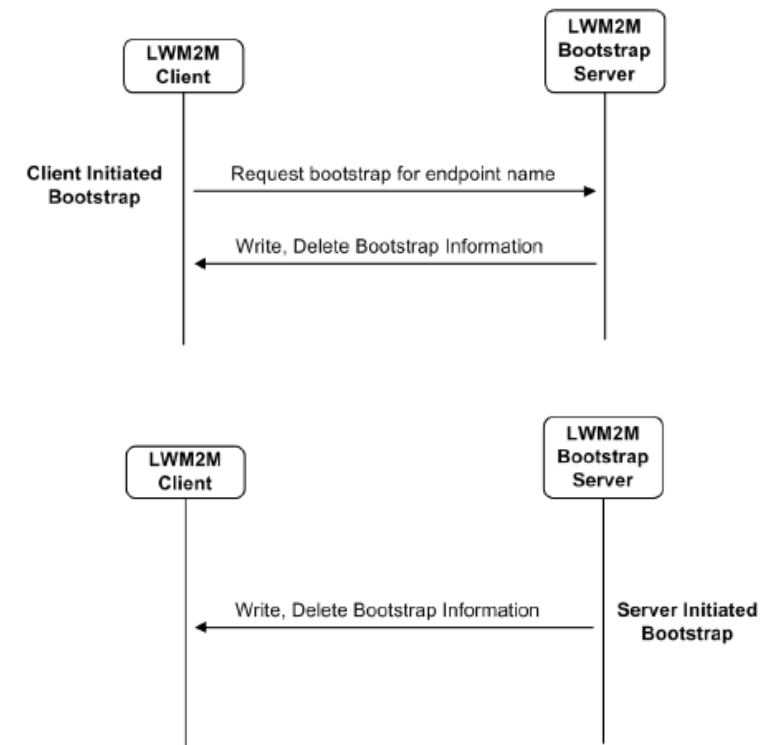 LWM2M
Client
LWM2M
Bootstrap
Server
Client Initiated
Bootstrap
Request bootstrap for endpoint name
Write, Delete Bootstrap Information
LWM2M
Client
LWM2M
Bootstrap
Server
Write, Delete Bootstrap Information
Server Initiated
Bootstrap